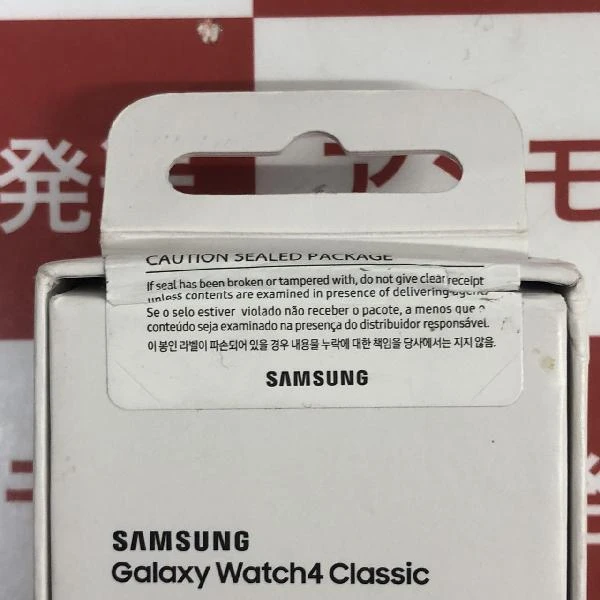 発
モ
CAUTION SEALED PACKAGE
If seal has been broken or tampered with, do not give clear receipt
unless contents are examined in presence of delivering agent
Se o selo estiver violado não receber o pacote, a menos que o
conteúdo seja examinado na presença do distribuidor responsável.
이 봉인 라벨이 파손되어 있을 경우 내용물 누락에 대한 책임을 당사에서는 지지 않음.
SAMSUNG
SAMSUNG
Galaxy Watch4 Classic